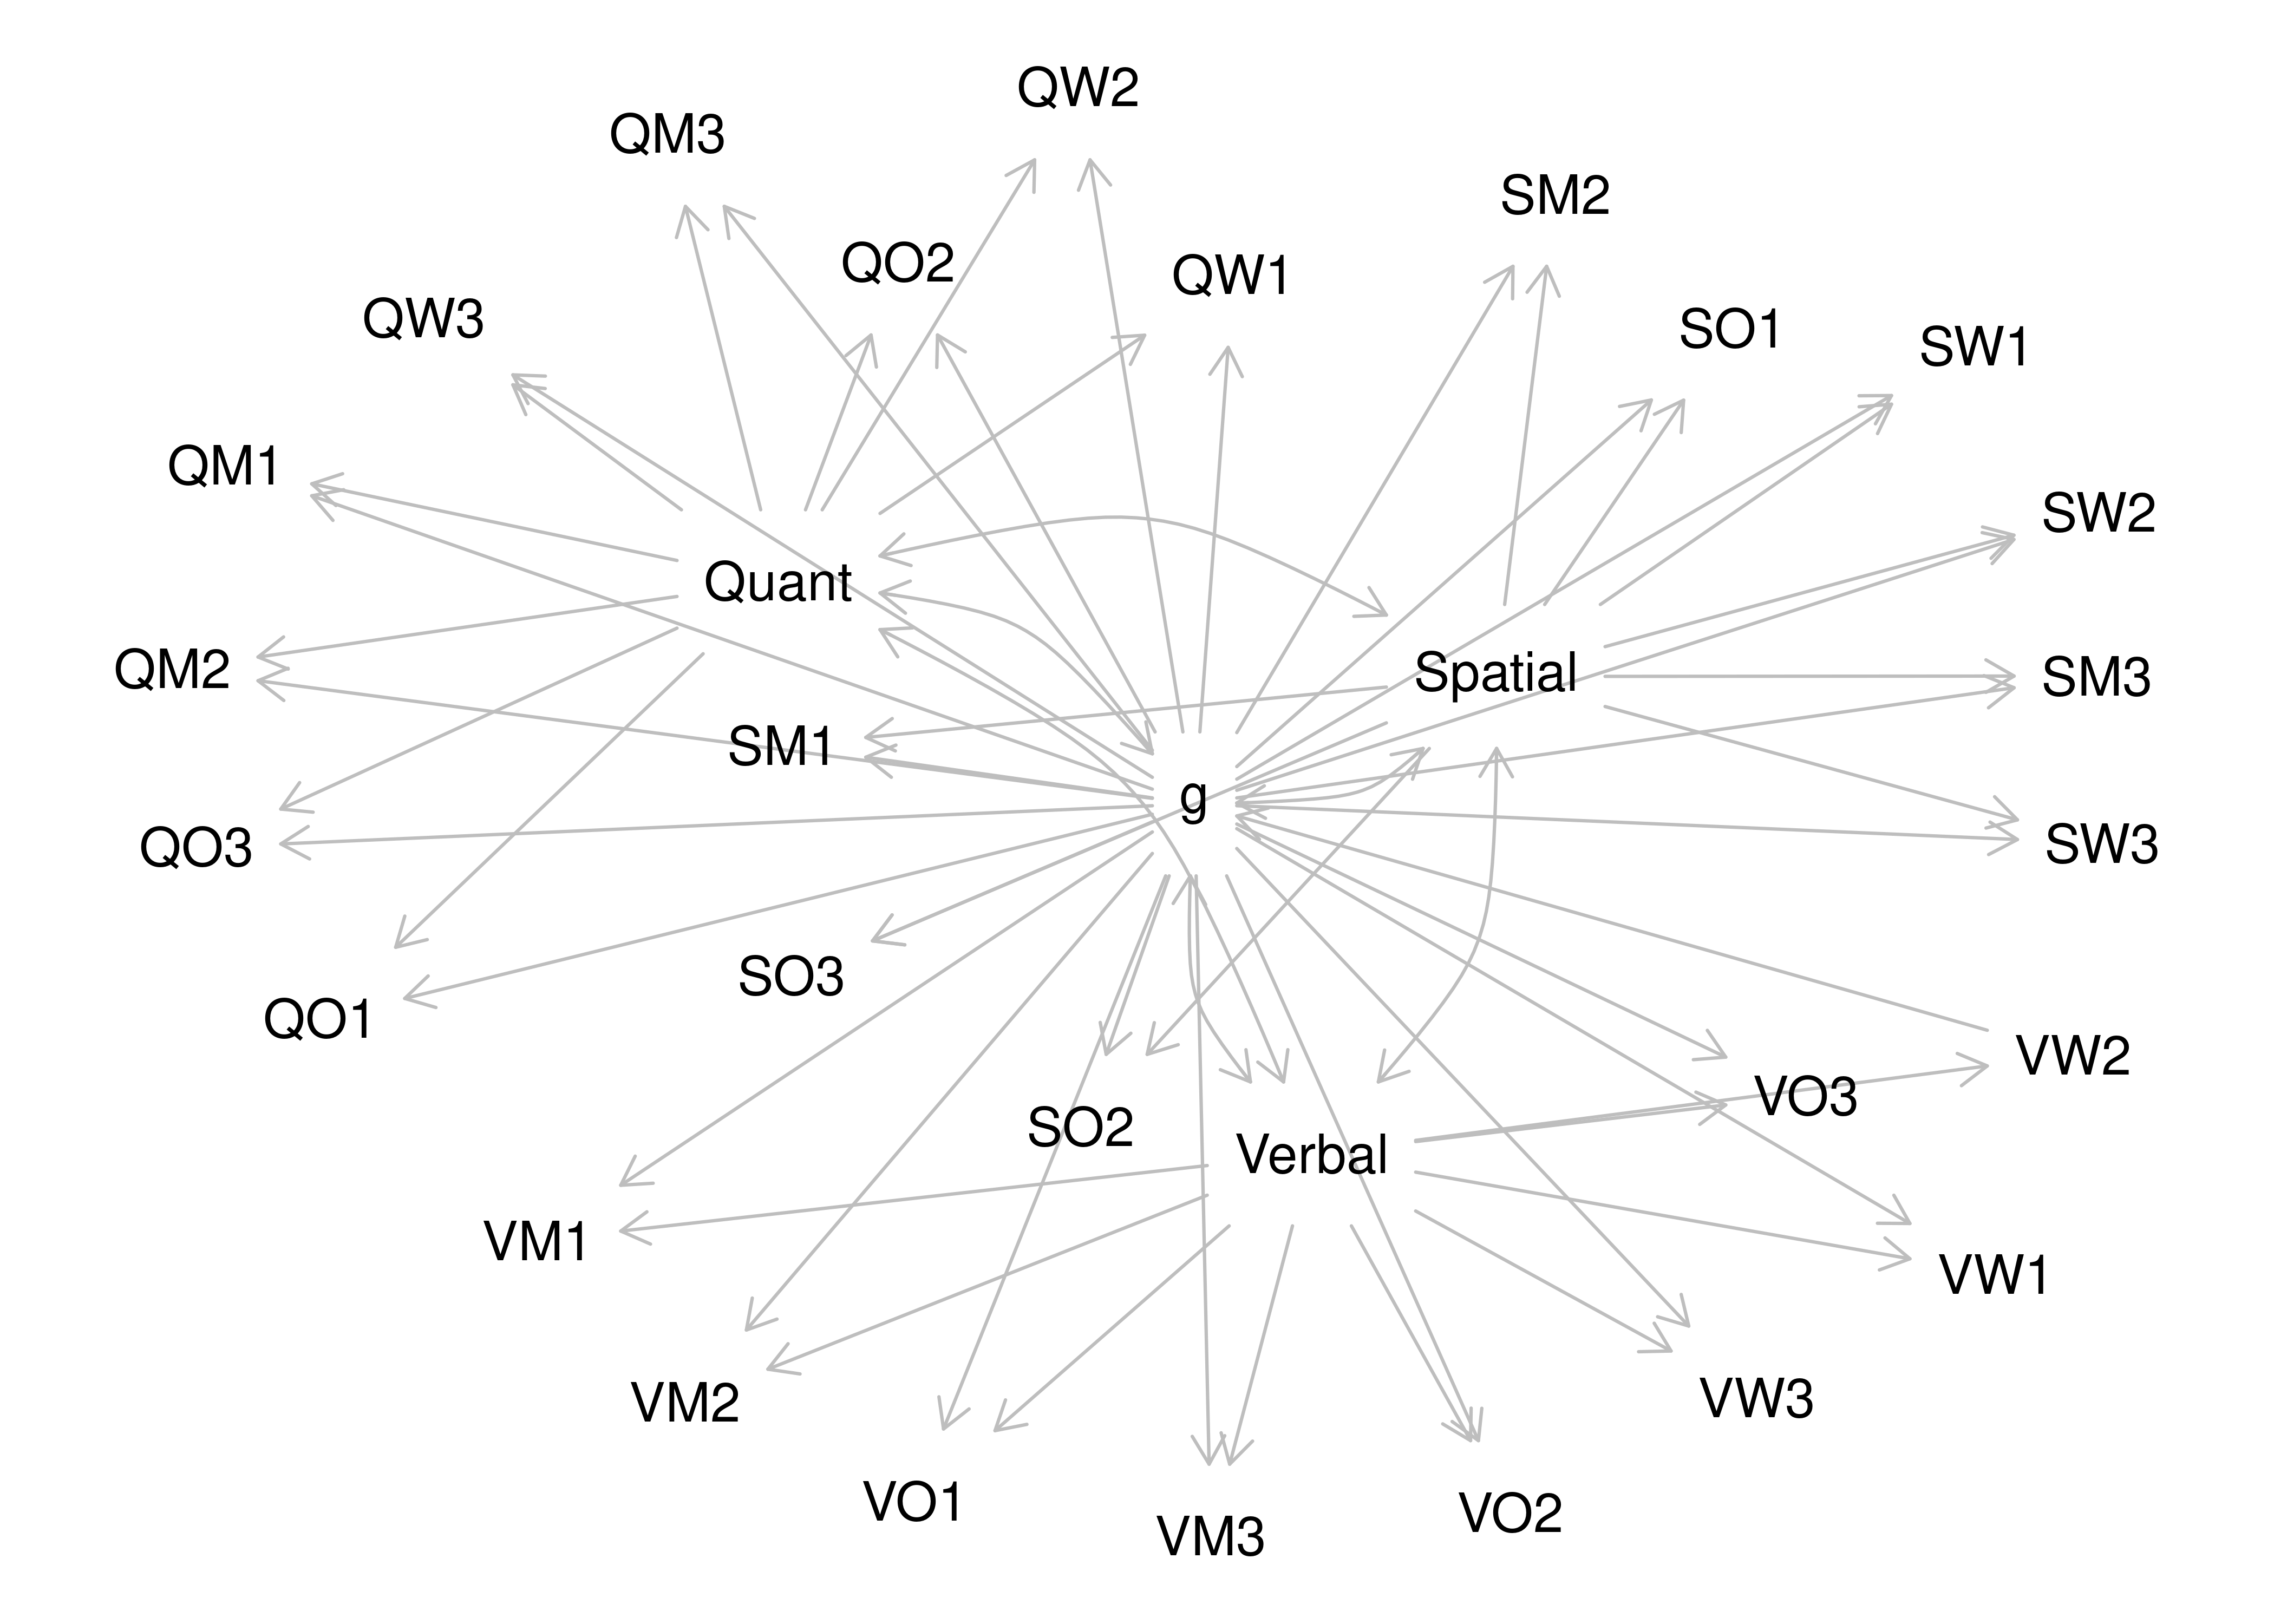 QW2
QM3
SM2
QO2
QW1
QW3
SO1
SW1
QM1
SW2
Quant
QM2
Spatial
SM3
SM1
g
QO3
SW3
SO3
QO1
VW2
VO3
SO2
Verbal
VM1
VW1
VM2
VW3
VO1
VO2
VM3